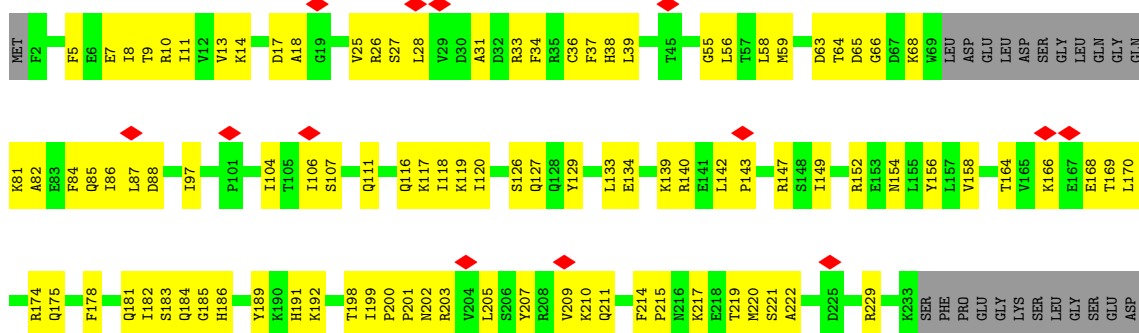 MET F2 F5 E6 E7 I8 T9 R10 I11 V12 V13 K14 D17 A18 G19 V25 R26 S27 L28 V29 D30 A31 D32 R33 F34 R35 C36 F37 H38 L39 T45 G55 L56 T57 L58 M59 D63 T64 D65 G66 D67 K68 W69 LEU ASP GLU LEU ASP SER GLY LEU GLN GLY GLN
K81 A82 E83 F84 Q85 I86 L87 D88 I97 P101 I104 T105 I106 S107 Q111 Q116 K117 I118 K119 I120 S126 Q127 Q128 Y129 L133 E134 K139 R140 E141 L142 P143 R147 S148 I149 R152 E153 N154 L155 Y156 L157 V158 T164 V165 K166 E167 E168 T169 L170
R174 Q175 F178 Q181 I182 S183 Q184 G185 H186 Y189 K190 H191 K192 T198 I199 P200 P201 N202 R203 V204 L205 S206 Y207 R208 V209 K210 Q211 F214 P215 N216 K217 E218 T219 M220 S221 A222 D225 R229 K233 SER PHE PRO GLU GLY LYS SER LEU GLY SER GLU ASP